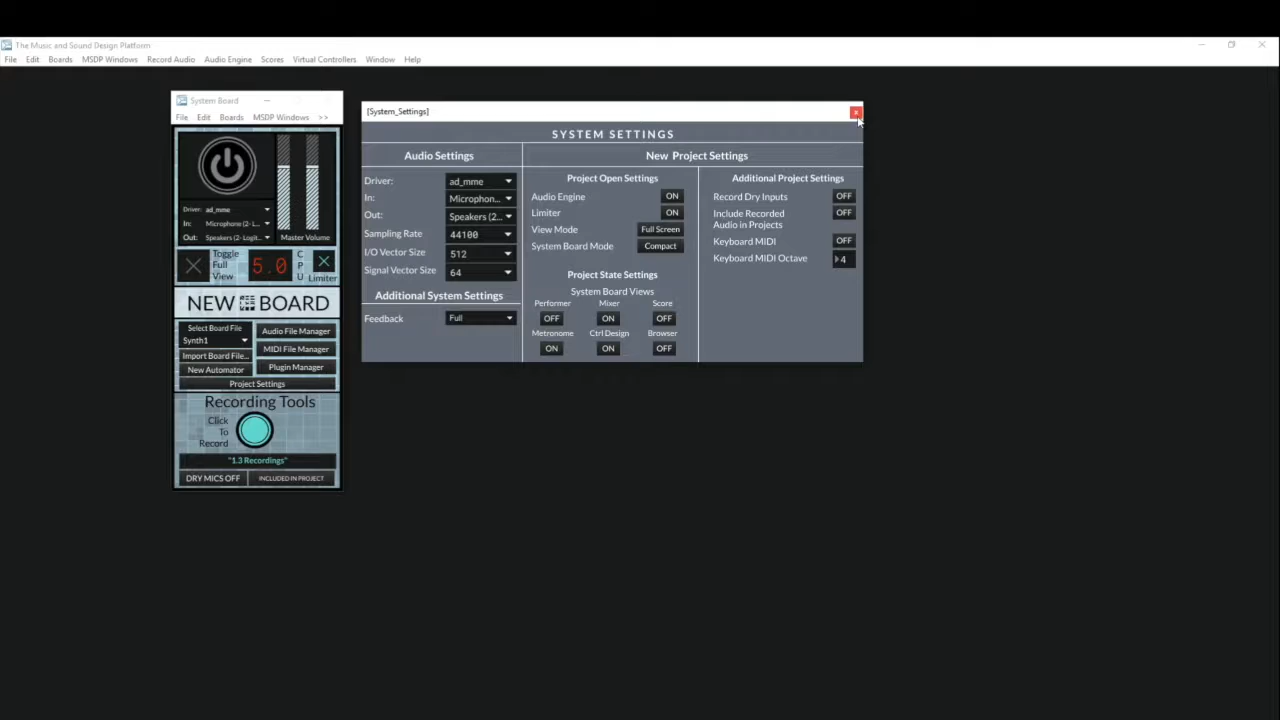 The Music and Sound Design Platform
File Edit Boards MSDP Windows Record Audio Audio Engine Scores Virtual Controllers Window Help
System Board
File Edit Boards MSDP Windows >>
Driver: ad_mme
In: Microphone (2- L...
Out: Speakers (2- Logit...
Master Volume
Toggle Full View
5.0
CPU
Limiter
NEW BOARD
Select Board File
Synth1
Import Board File...
New Automator
Audio File Manager
MIDI File Manager
Plugin Manager
Project Settings
Recording Tools
Click
To
Record
"1.3 Recordings"
DRY MICS OFF INCLUDED IN PROJECT
[System_Settings]
SYSTEM SETTINGS
Audio Settings
Driver: ad_mme
In: Microphon...
Out: Speakers (2...
Sampling Rate 44100
I/O Vector Size 512
Signal Vector Size 64
Additional System Settings
Feedback Full
New Project Settings
Project Open Settings
Audio Engine ON
Limiter ON
View Mode Full Screen
System Board Mode Compact
Project State Settings
System Board Views
Performer Mixer Score
OFF ON OFF
Metronome Ctrl Design Browser
ON ON OFF
Additional Project Settings
Record Dry Inputs OFF
Include Recorded OFF
Audio in Projects
Keyboard MIDI OFF
Keyboard MIDI Octave 4